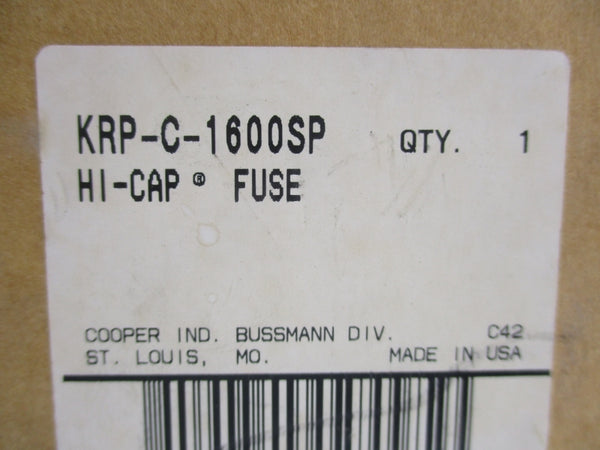 KRP-C-1600SP QTY. 1
HI-CAP ® FUSE
COOPER IND. BUSSMANN DIV. C42
ST. LOUIS, MO. MADE IN USA